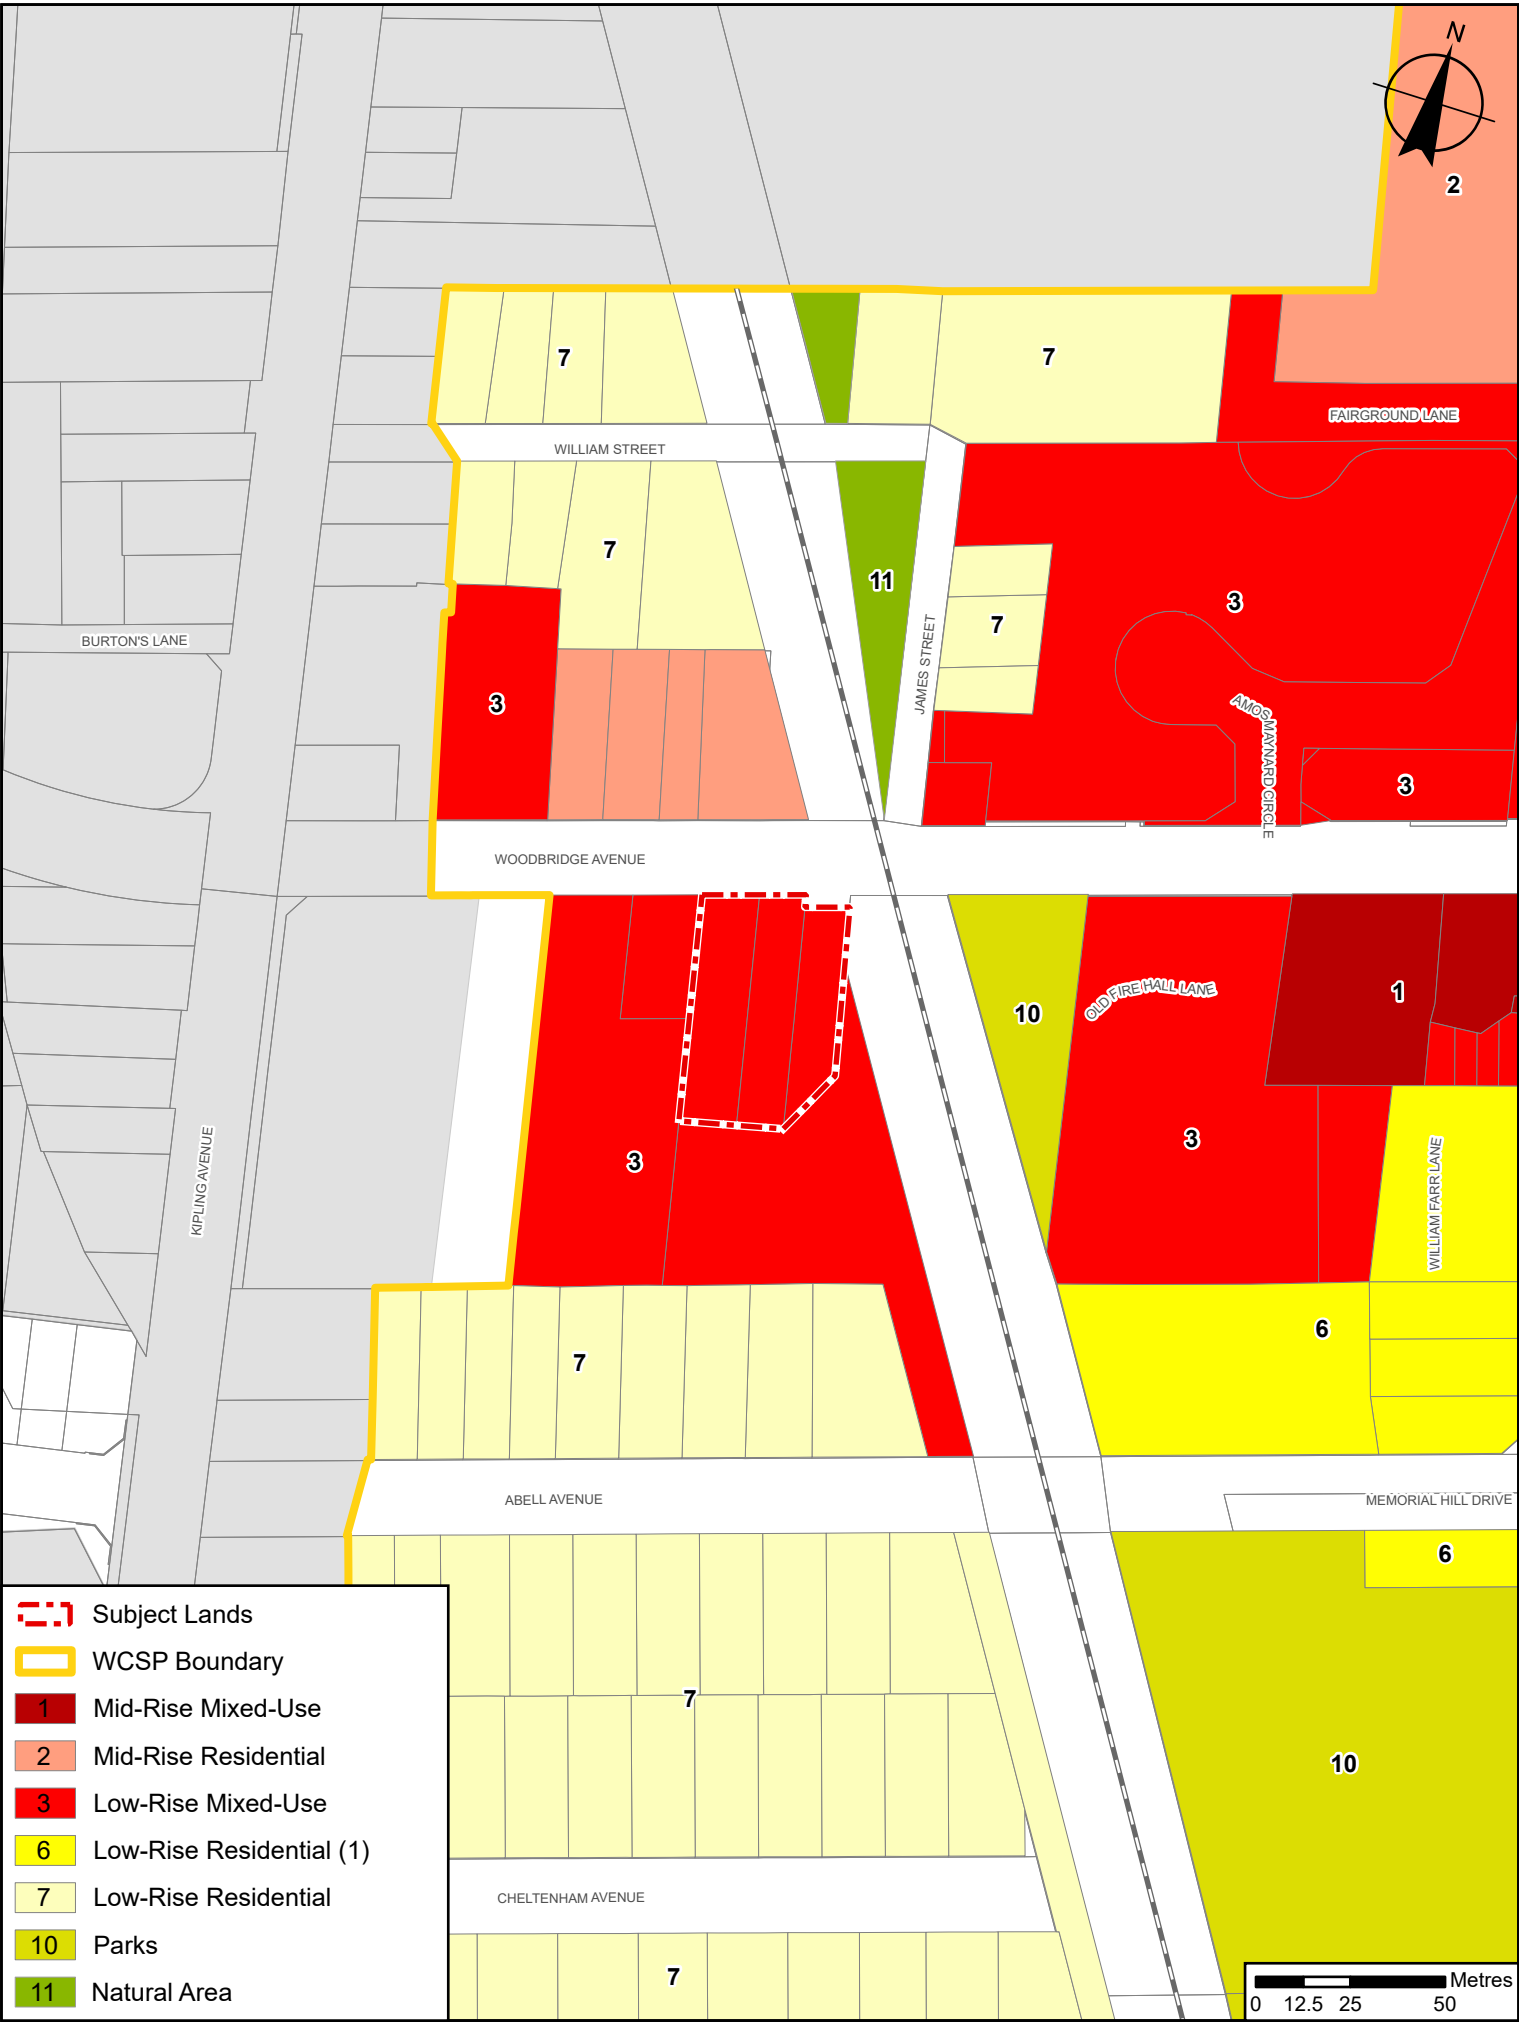 N
2
7
7
FAIRGROUND LANE
WILLIAM STREET
7
11
3
7
BURTON'S LANE
JAMES STREET
3
AMOS MAYNARD CIRCLE
3
WOODBRIDGE AVENUE
10
OLD FIRE HALL LANE
1
3
3
KIPLING AVENUE
WILLIAM FARR LANE
6
7
ABELL AVENUE
MEMORIAL HILL DRIVE
6
7
10
CHELTENHAM AVENUE
7
Subject Lands
WCSP Boundary
1 Mid-Rise Mixed-Use
2 Mid-Rise Residential
3 Low-Rise Mixed-Use
6 Low-Rise Residential (1)
7 Low-Rise Residential
10 Parks
11 Natural Area
Metres
0 12.5 25 50